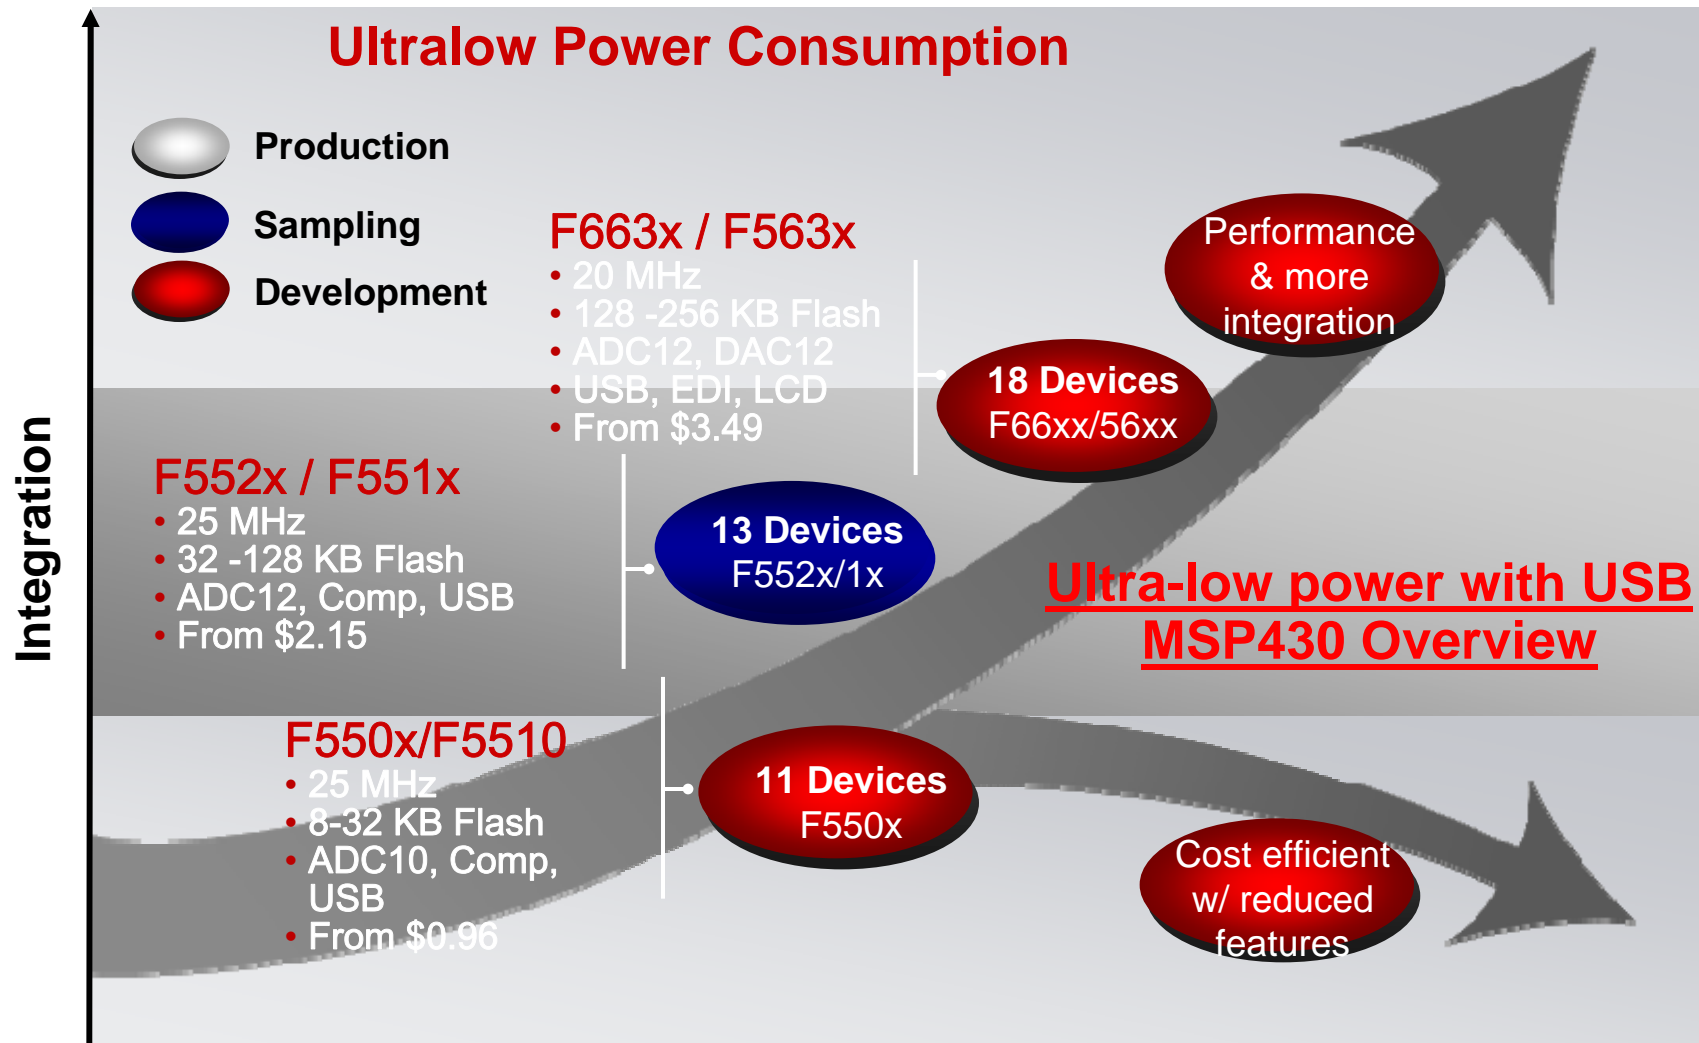 Ultralow Power Consumption
Production
Sampling
Development
Integration
F663x / F563x
• 20 MHz
• 128 -256 KB Flash
• ADC12, DAC12
• USB, EDI, LCD
• From $3.49
Performance
& more
integration
18 Devices
F66xx/56xx
F552x / F551x
• 25 MHz
• 32 -128 KB Flash
• ADC12, Comp, USB
• From $2.15
13 Devices
F552x/1x
Ultra-low power with USB
MSP430 Overview
F550x/F5510
• 25 MHz
• 8-32 KB Flash
• ADC10, Comp,
USB
• From $0.96
11 Devices
F550x
Cost efficient
w/ reduced
features